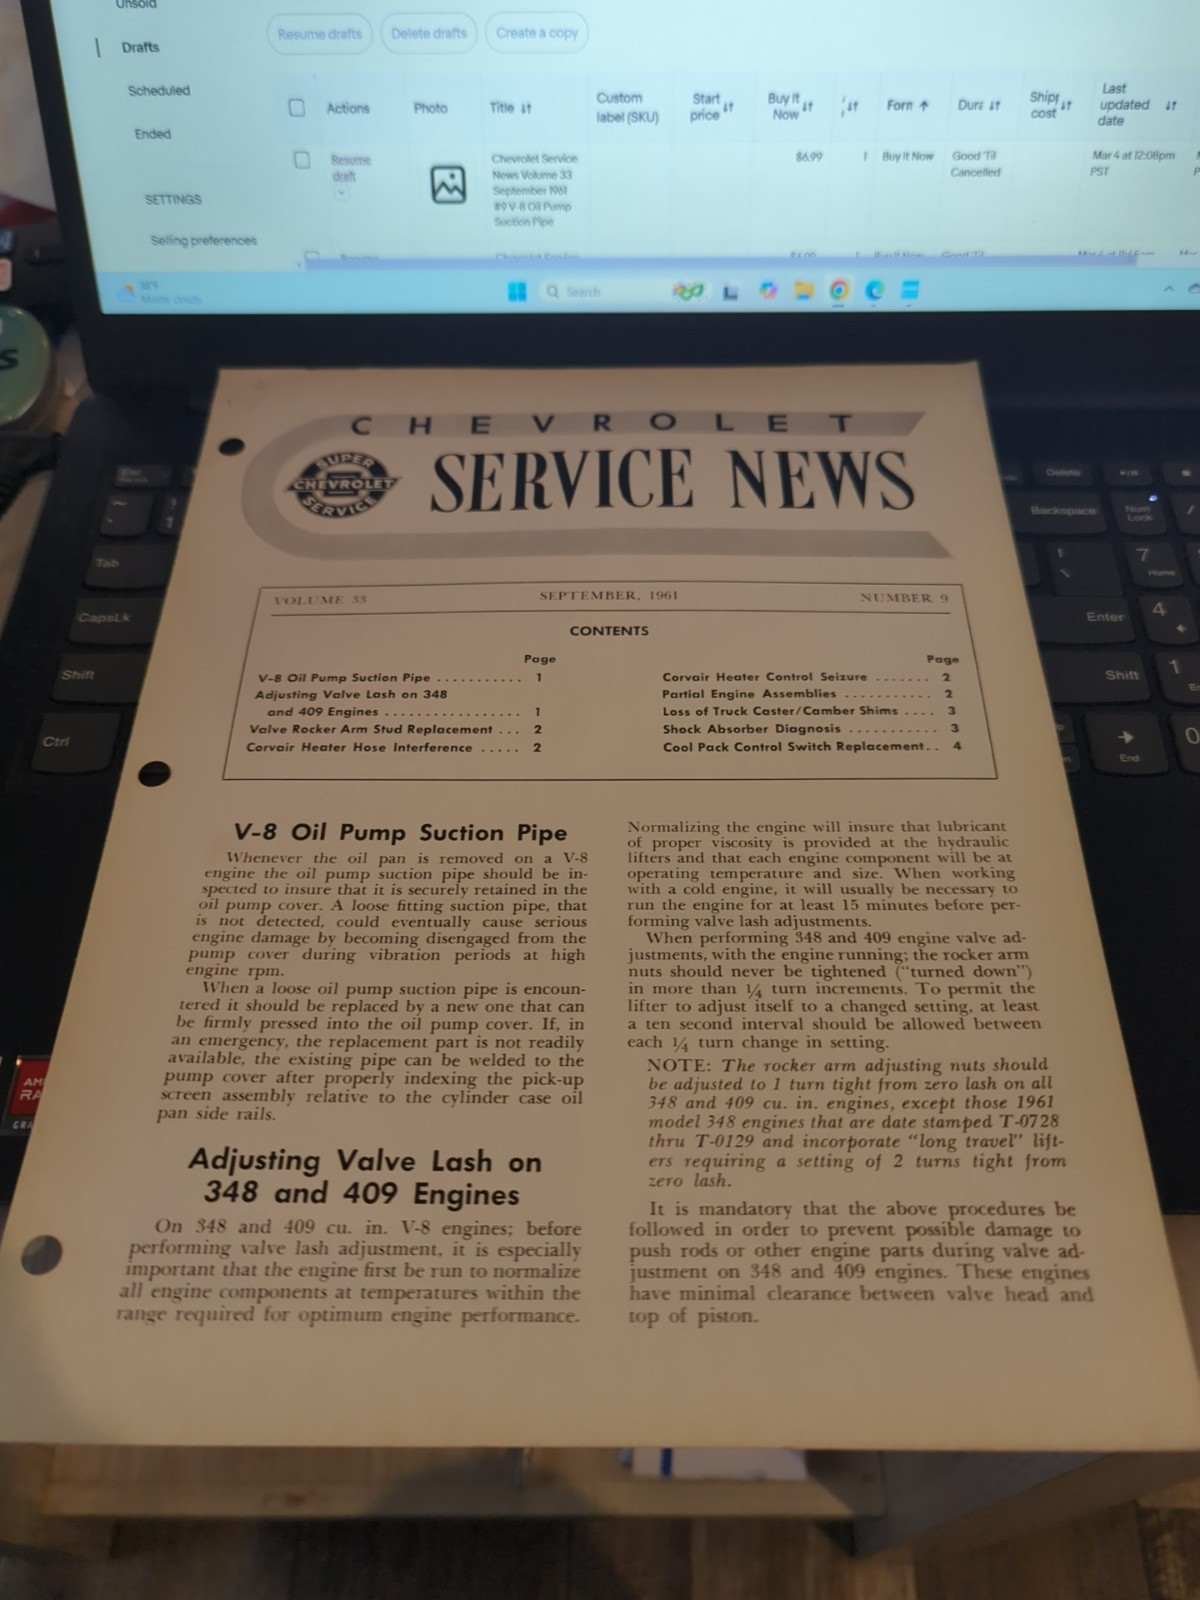 Unsold
Drafts
Scheduled
Ended
SETTINGS
Selling preferences
Resume drafts
Delete drafts
Create a copy
Actions
Photo
Title
Custom
label (SKU)
Start
price
Buy It
Now
Forn
Dura
Shipp
cost
Last
updated
date
Resume
draft
Chevrolet Service
News Volume 33
September 1961
#9 V-8 Oil Pump
Suction Pipe
$6.99
1
Buy It Now
Good 'Til
Cancelled
Mar 4 at 12:08pm
PST
Mostly cloudy
Search
CHEVROLET
SERVICE NEWS
SUPER
CHEVROLET
SERVICE
VOLUME 33
SEPTEMBER, 1961
NUMBER 9
CONTENTS
Page
V-8 Oil Pump Suction Pipe ........... 1
Adjusting Valve Lash on 348
and 409 Engines ................ 1
Valve Rocker Arm Stud Replacement ... 2
Corvair Heater Hose Interference ..... 2
Page
Corvair Heater Control Seizure ....... 2
Partial Engine Assemblies ........... 2
Loss of Truck Caster/Camber Shims .... 3
Shock Absorber Diagnosis ........... 3
Cool Pack Control Switch Replacement.. 4
V-8 Oil Pump Suction Pipe
Whenever the oil pan is removed on a V-8
engine the oil pump suction pipe should be in-
spected to insure that it is securely retained in the
oil pump cover. A loose fitting suction pipe, that
is not detected, could eventually cause serious
engine damage by becoming disengaged from the
pump cover during vibration periods at high
engine rpm.
When a loose oil pump suction pipe is encoun-
tered it should be replaced by a new one that can
be firmly pressed into the oil pump cover. If, in
an emergency, the replacement part is not readily
available, the existing pipe can be welded to the
pump cover after properly indexing the pick-up
screen assembly relative to the cylinder case oil
pan side rails.
Adjusting Valve Lash on
348 and 409 Engines
On 348 and 409 cu. in. V-8 engines; before
performing valve lash adjustment, it is especially
important that the engine first be run to normalize
all engine components at temperatures within the
range required for optimum engine performance.
Normalizing the engine will insure that lubricant
of proper viscosity is provided at the hydraulic
lifters and that each engine component will be at
operating temperature and size. When working
with a cold engine, it will usually be necessary to
run the engine for at least 15 minutes before per-
forming valve lash adjustments.
When performing 348 and 409 engine valve ad-
justments, with the engine running; the rocker arm
nuts should never be tightened ("turned down")
in more than 1/4 turn increments. To permit the
lifter to adjust itself to a changed setting, at least
a ten second interval should be allowed between
each 1/4 turn change in setting.
NOTE: The rocker arm adjusting nuts should
be adjusted to 1 turn tight from zero lash on all
348 and 409 cu. in. engines, except those 1961
model 348 engines that are date stamped T-0728
thru T-0129 and incorporate "long travel" lift-
ers requiring a setting of 2 turns tight from
zero lash.
It is mandatory that the above procedures be
followed in order to prevent possible damage to
push rods or other engine parts during valve ad-
justment on 348 and 409 engines. These engines
have minimal clearance between valve head and
top of piston.
Tab
CapsLk
Shift
Ctrl
Delete
Backspace
Num
Lock
7
Home
Enter
4
Shift
1
End
0